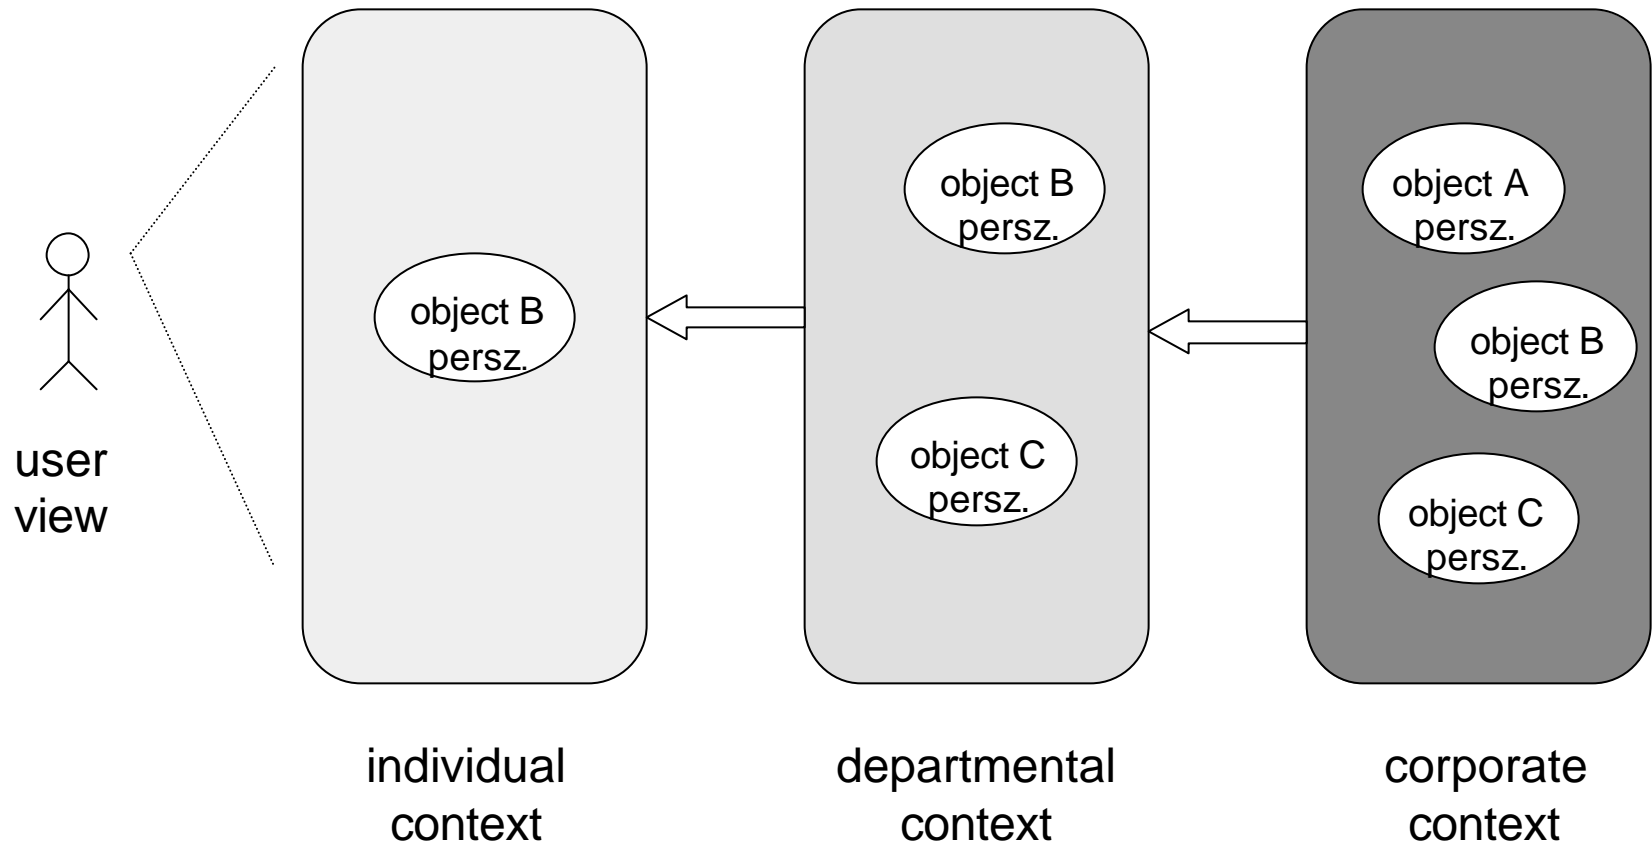 user
view
object B
persz.
individual
context
object B
persz.
object C
persz.
departmental
context
object A
persz.
object B
persz.
object C
persz.
corporate
context